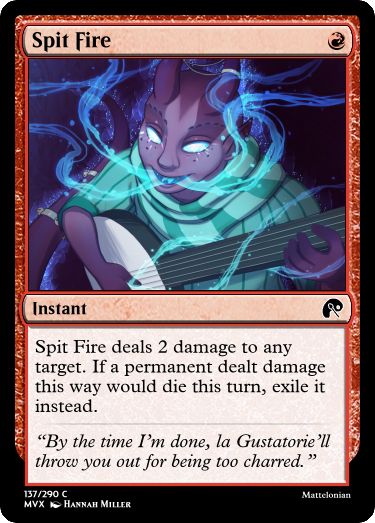 Spit Fire
Instant
Spit Fire deals 2 damage to any
target. If a permanent dealt damage
this way would die this turn, exile it
instead.
“By the time I’m done, la Gustatorie’ll
throw you out for being too charred.”
137/290 C
MVX Hannah Miller
Mattelonian